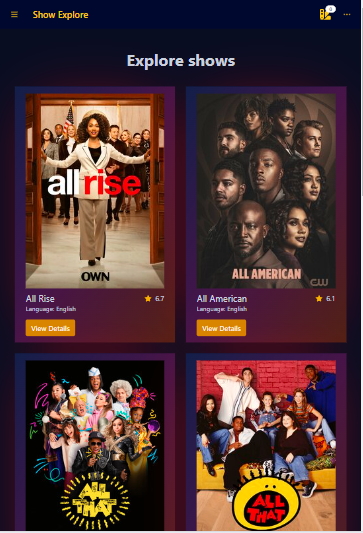 Show Explore
Explore shows
all rise
OWN
ALL AMERICAN
CW
All Rise
6.7
Language: English
View Details
All American
6.1
Language: English
View Details
ALL THAT
ALL THAT